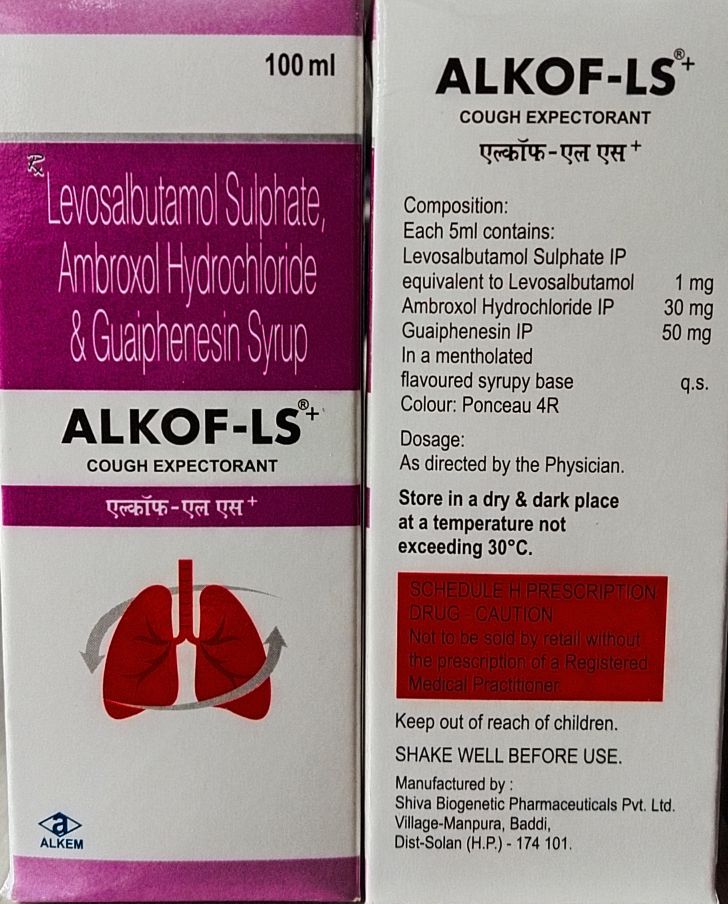 100 ml
Rx
Levosalbutamol Sulphate,
Ambroxol Hydrochloride
& Guaiphenesin Syrup
ALKOF-LS®+
COUGH EXPECTORANT
एल्कॉफ-एल एस+
a
ALKEM
ALKOF-LS®+
COUGH EXPECTORANT
एल्कॉफ-एल एस+
Composition:
Each 5ml contains:
Levosalbutamol Sulphate IP
equivalent to Levosalbutamol 1 mg
Ambroxol Hydrochloride IP 30 mg
Guaiphenesin IP 50 mg
In a mentholated
flavoured syrupy base q.s.
Colour: Ponceau 4R
Dosage:
As directed by the Physician.
Store in a dry & dark place
at a temperature not
exceeding 30°C.
SCHEDULE H PRESCRIPTION
DRUG - CAUTION
Not to be sold by retail without
the prescription of a Registered
Medical Practitioner
Keep out of reach of children.
SHAKE WELL BEFORE USE.
Manufactured by :
Shiva Biogenetic Pharmaceuticals Pvt. Ltd.
Village-Manpura, Baddi,
Dist-Solan (H.P.) - 174 101.